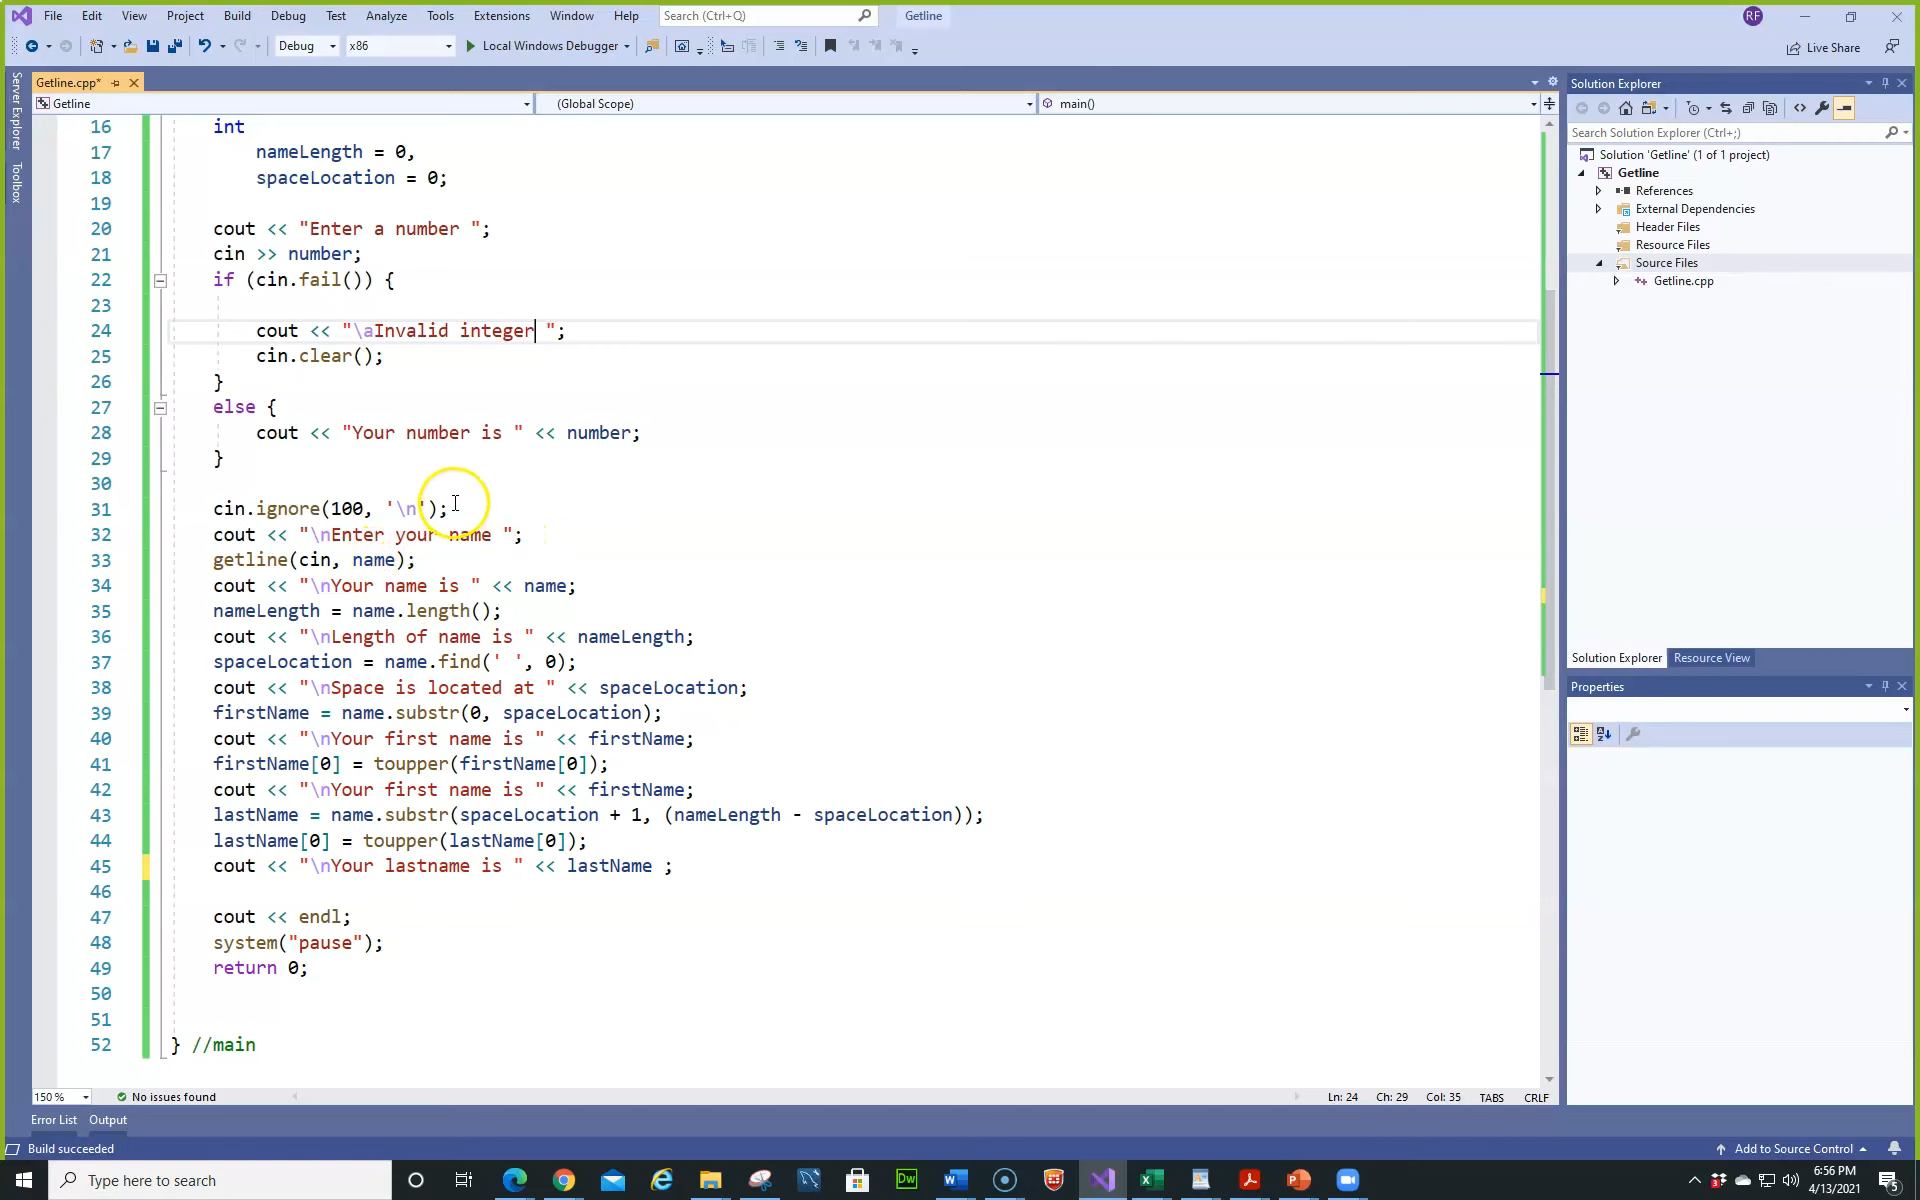 File Edit View Project Build Debug Test Analyze Tools Extensions Window Help Search (Ctrl+Q) Getline RF
Debug x86 Local Windows Debugger Live Share
Server Explorer
Toolbox
Getline.cpp*
Getline (Global Scope) main()
16 int
17 nameLength = 0,
18 spaceLocation = 0;
19
20 cout << "Enter a number ";
21 cin >> number;
22 if (cin.fail()) {
23
24 cout << "\aInvalid integer ";
25 cin.clear();
26 }
27 else {
28 cout << "Your number is " << number;
29 }
30
31 cin.ignore(100, '\n');
32 cout << "\nEnter your name ";
33 getline(cin, name);
34 cout << "\nYour name is " << name;
35 nameLength = name.length();
36 cout << "\nLength of name is " << nameLength;
37 spaceLocation = name.find(' ', 0);
38 cout << "\nSpace is located at " << spaceLocation;
39 firstName = name.substr(0, spaceLocation);
40 cout << "\nYour first name is " << firstName;
41 firstName[0] = toupper(firstName[0]);
42 cout << "\nYour first name is " << firstName;
43 lastName = name.substr(spaceLocation + 1, (nameLength - spaceLocation));
44 lastName[0] = toupper(lastName[0]);
45 cout << "\nYour lastname is " << lastName ;
46
47 cout << endl;
48 system("pause");
49 return 0;
50
51
52 } //main
150 % No issues found Ln: 24 Ch: 29 Col: 35 TABS CRLF
Error List Output
Build succeeded
Solution Explorer
Search Solution Explorer (Ctrl+;)
Solution 'Getline' (1 of 1 project)
Getline
References
External Dependencies
Header Files
Resource Files
Source Files
Getline.cpp
Solution Explorer Resource View
Properties
Add to Source Control
Type here to search
Dw
6:56 PM
4/13/2021